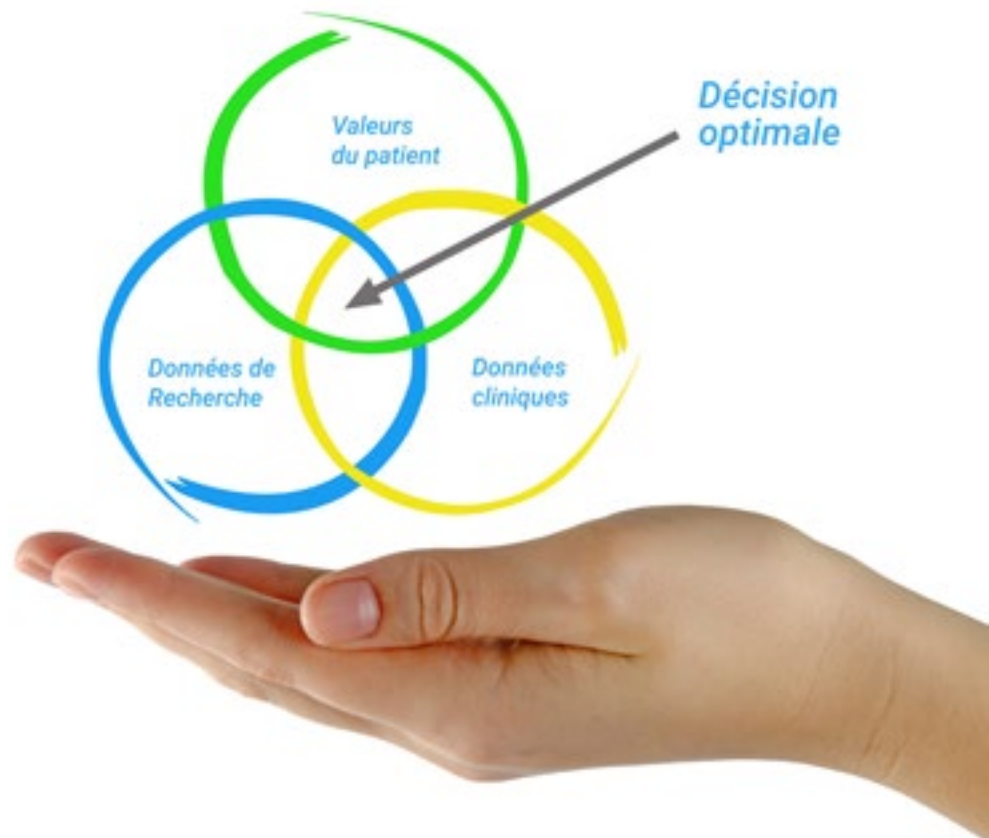 Valeurs
du patient
Décision
optimale
Données de
Recherche
Données
cliniques